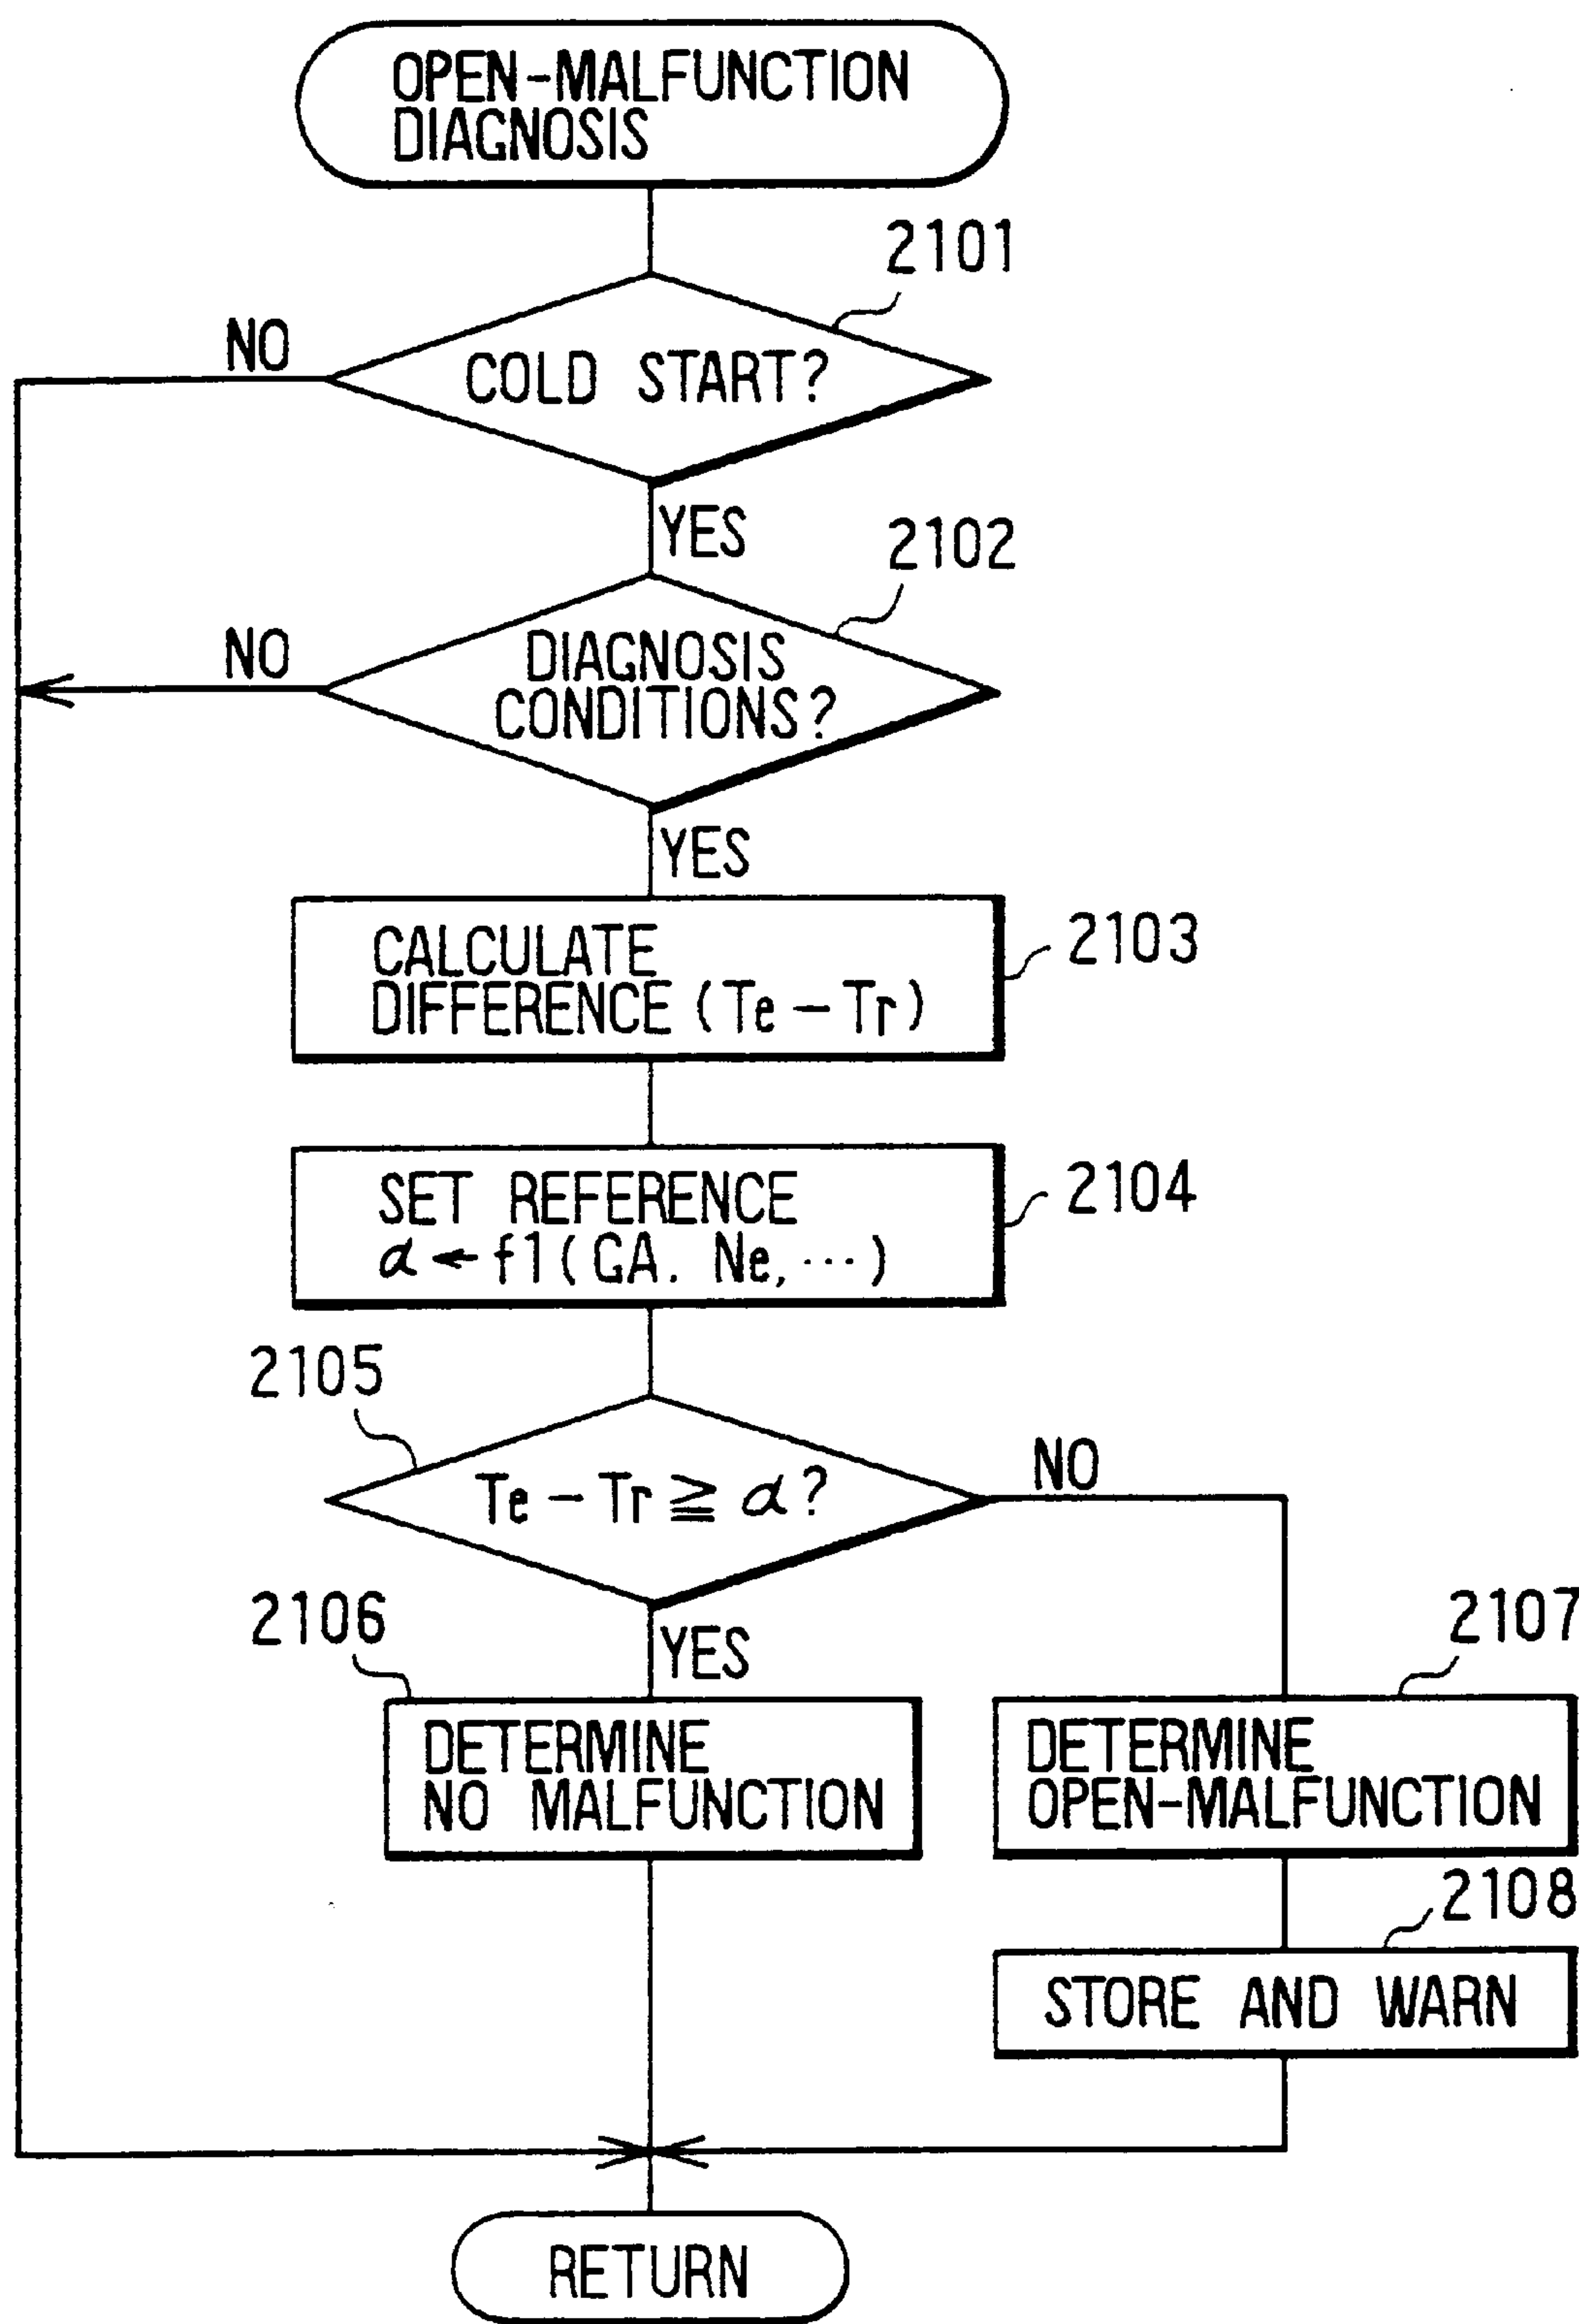 OPEN-MALFUNCTION
DIAGNOSIS
2101
NO
COLD START?
YES
2102
NO
DIAGNOSIS
CONDITIONS?
YES
CALCULATE
DIFFERENCE (Te - Tr)
2103
SET REFERENCE
α ← f1 (GA. Ne, ···)
2104
2105
Te - Tr ≧ α?
NO
2106
YES
2107
DETERMINE
NO MALFUNCTION
DETERMINE
OPEN-MALFUNCTION
2108
STORE AND WARN
RETURN